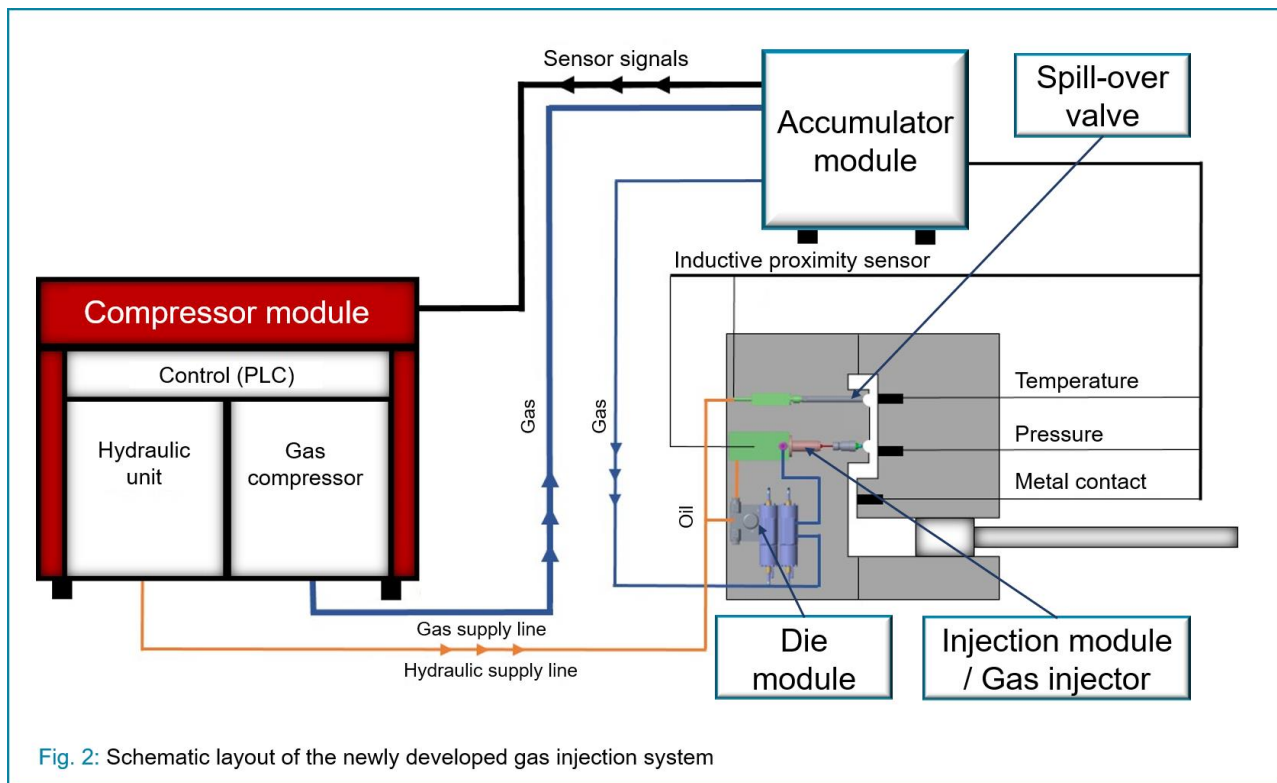 Sensor signals
Accumulator
module
Spill-over
valve
Inductive proximity sensor
Compressor module
Control (PLC)
Hydraulic
unit
Gas
compressor
Gas
Gas
Oil
Temperature
Pressure
Metal contact
Gas supply line
Hydraulic supply line
Die
module
Injection module
/ Gas injector
Fig. 2: Schematic layout of the newly developed gas injection system